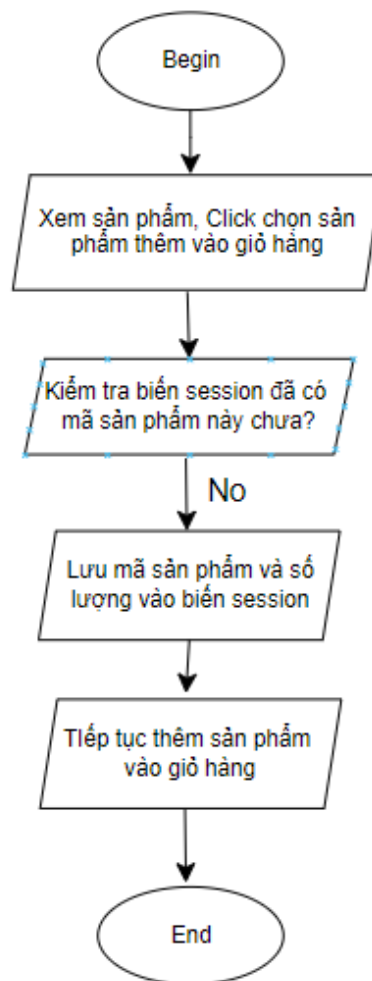 Begin
Xem sản phẩm, Click chọn sản
phẩm thêm vào giỏ hàng
Kiểm tra biến session đã có
mã sản phẩm này chưa?
No
Lưu mã sản phẩm và số
lượng vào biến session
TIếp tục thêm sản phẩm
vào giỏ hàng
End